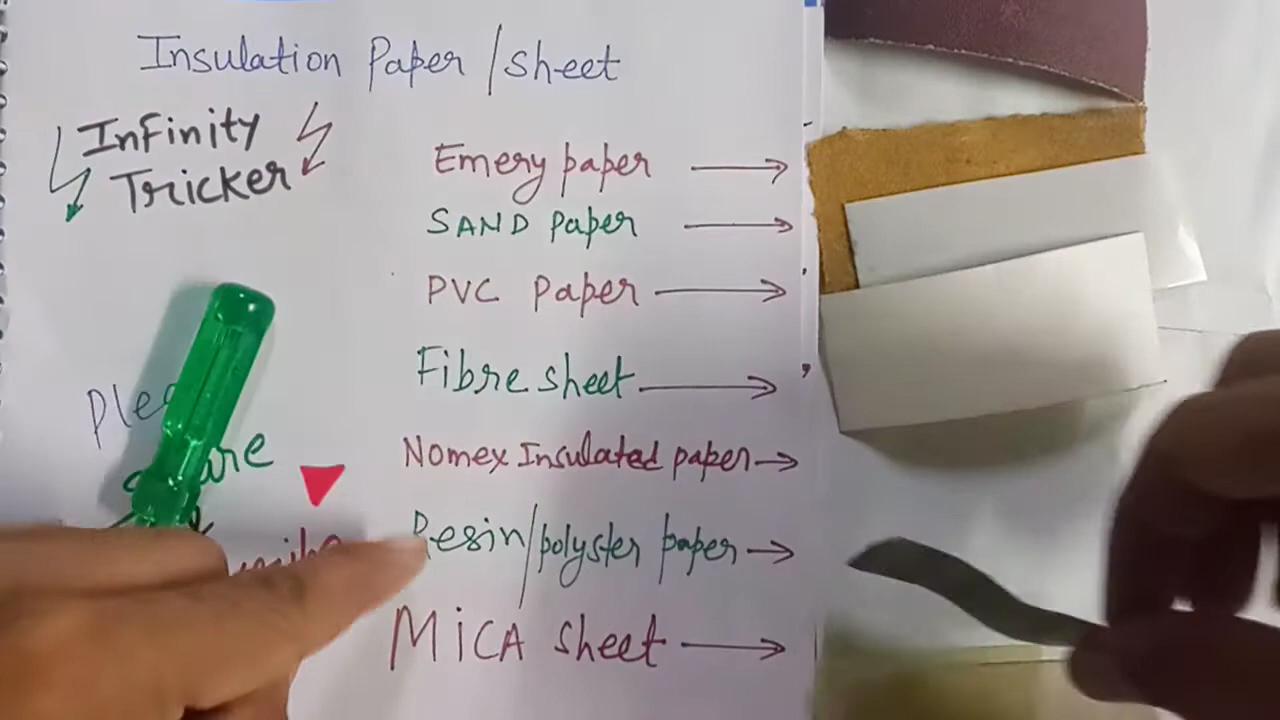 Insulation Paper/sheet
InFinity
Tricker
Emery paper
SAND Paper
PVC Paper
Fibre sheet
Nomex Insulated paper
Resin/polyster paper
MiCA sheet